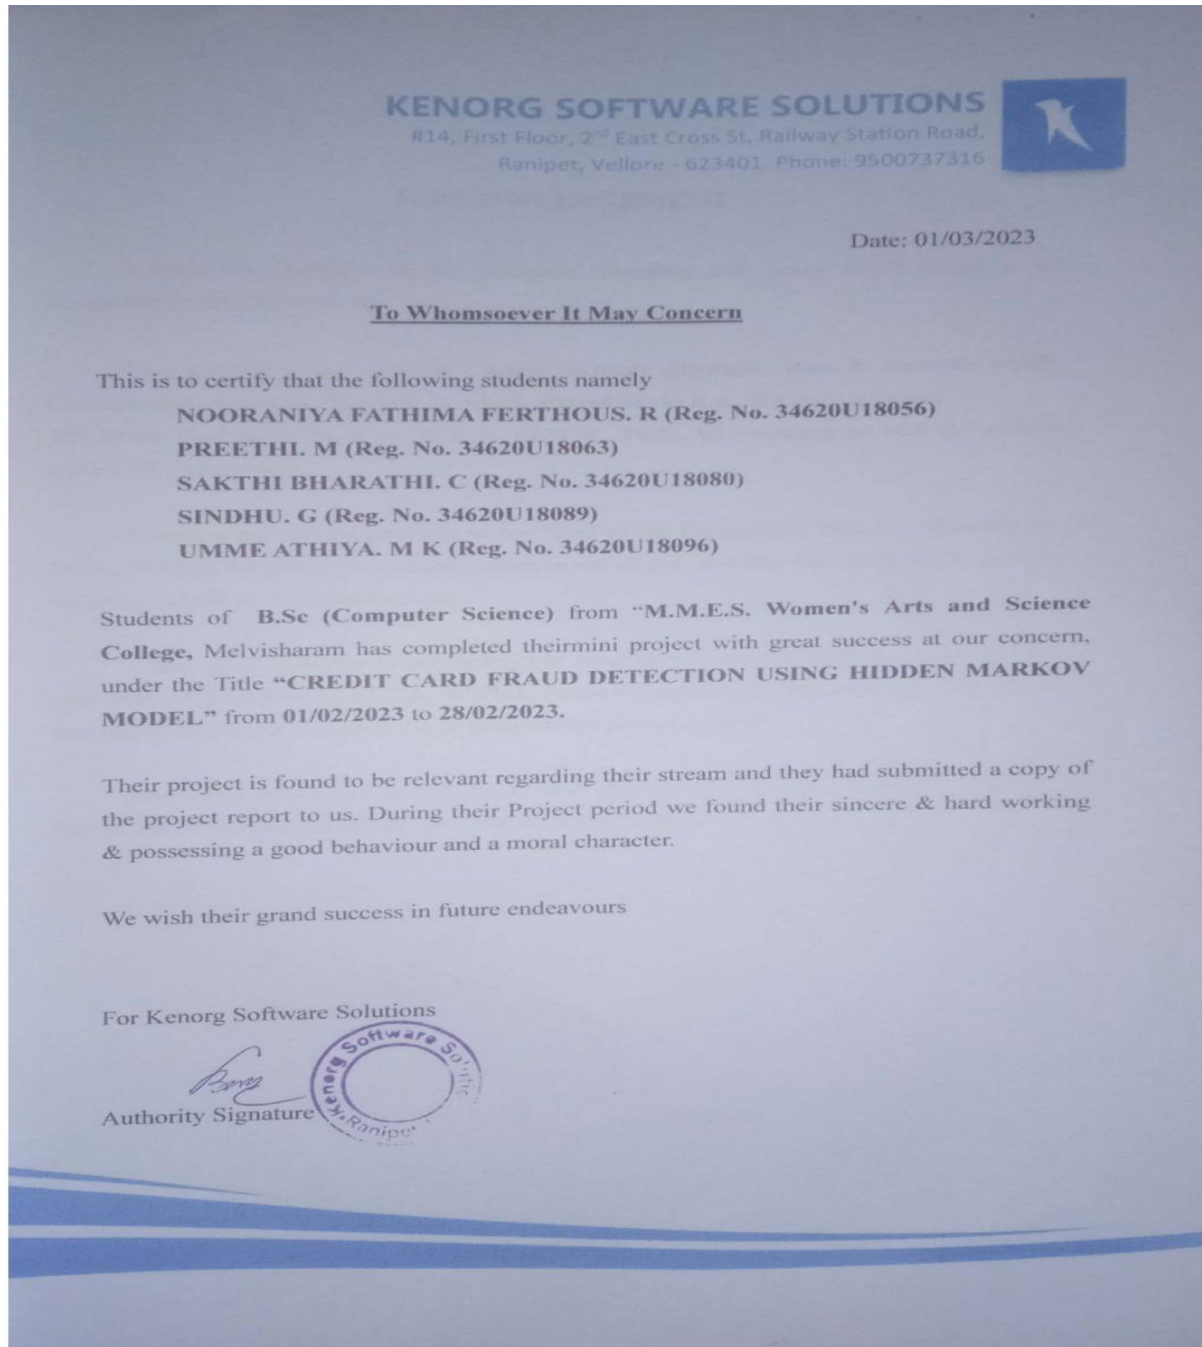 KENORG SOFTWARE SOLUTIONS
#14, First Floor, 2nd East Cross St, Railway Station Road,
Ranipet, Vellore - 623401. Phone: 9500737316
Date: 01/03/2023
To Whomsoever It May Concern
This is to certify that the following students namely
NOORANIYA FATHIMA FERTHOUS. R (Reg. No. 34620U18056)
PREETHI. M (Reg. No. 34620U18063)
SAKTHI BHARATHI. C (Reg. No. 34620U18080)
SINDHU. G (Reg. No. 34620U18089)
UMME ATHIYA. M K (Reg. No. 34620U18096)
Students of B.Sc (Computer Science) from “M.M.E.S. Women's Arts and Science
College, Melvisharam has completed theirmini project with great success at our concern,
under the Title “CREDIT CARD FRAUD DETECTION USING HIDDEN MARKOV
MODEL” from 01/02/2023 to 28/02/2023.
Their project is found to be relevant regarding their stream and they had submitted a copy of
the project report to us. During their Project period we found their sincere & hard working
& possessing a good behaviour and a moral character.
We wish their grand success in future endeavours
For Kenorg Software Solutions
Kenorg Software
Authority Signature